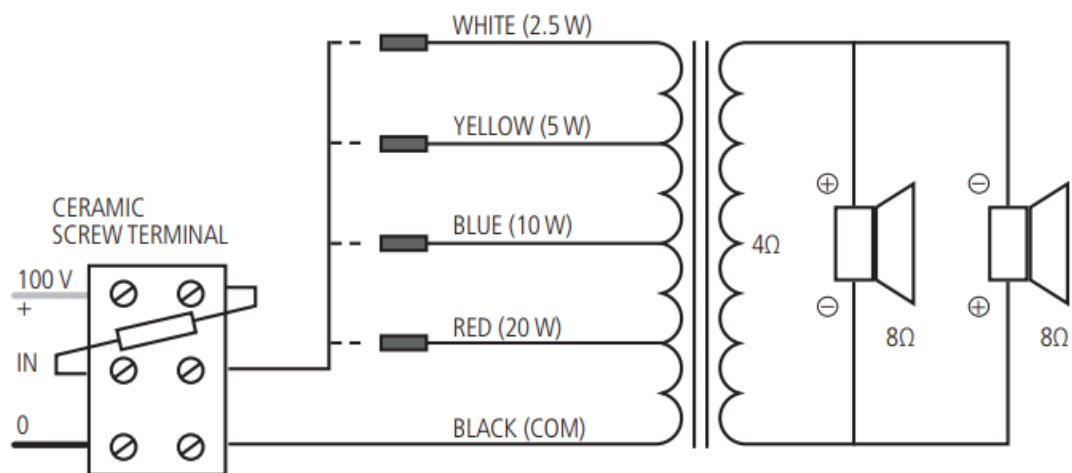 WHITE (2.5 W)
YELLOW (5 W)
BLUE (10 W)
RED (20 W)
BLACK (COM)
CERAMIC
SCREW TERMINAL
100 V
+
IN
0
4Ω
+
−
8Ω
−
+
8Ω